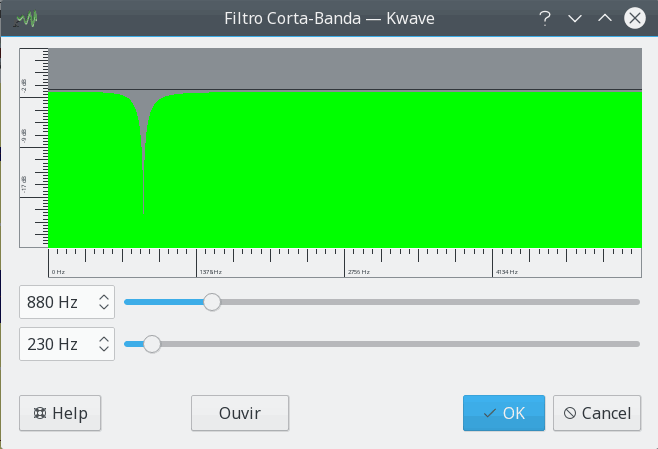 Filtro Corta-Banda — Kwave
-2 dB
-9 dB
-17 dB
0 Hz 1378Hz 2756 Hz 4134 Hz
880 Hz
230 Hz
Help Ouvir OK Cancel